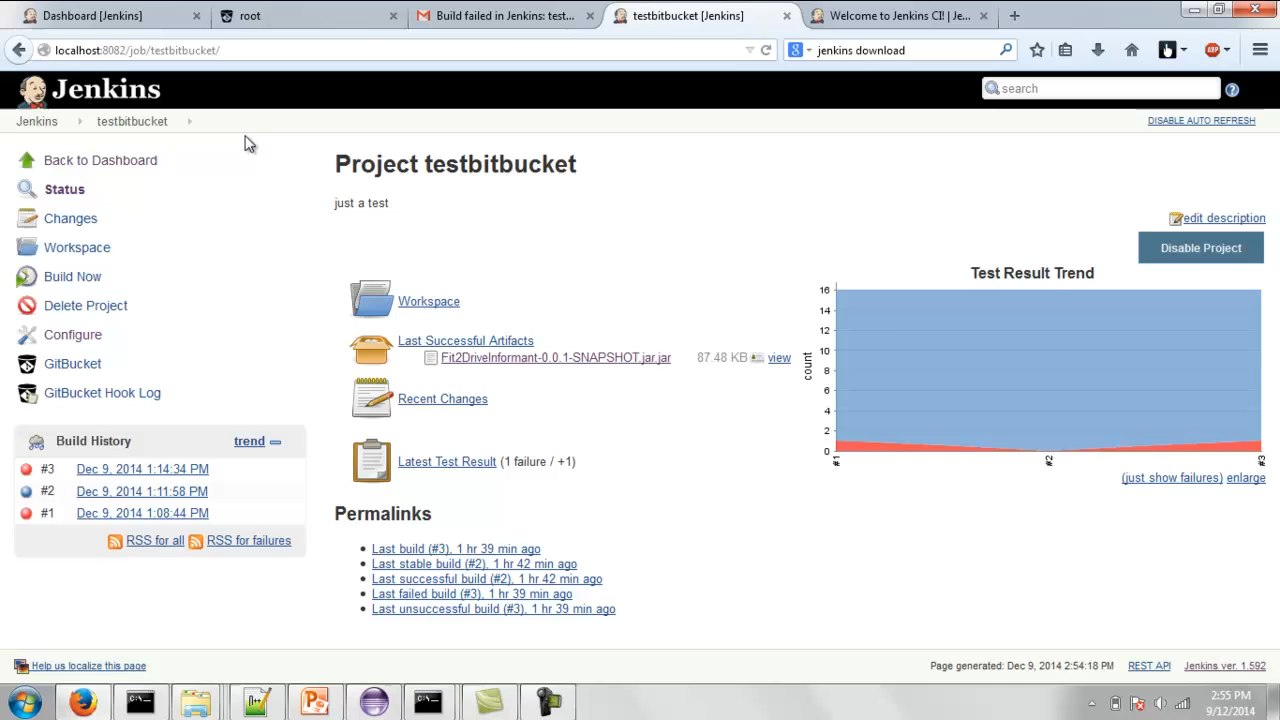 Dashboard [Jenkins]
root
Build failed in Jenkins: test...
testbitbucket [Jenkins]
Welcome to Jenkins CI! | Je...
localhost:8082/job/testbitbucket/
jenkins download
Jenkins
search
Jenkins
testbitbucket
DISABLE AUTO REFRESH
Back to Dashboard
Status
Changes
Workspace
Build Now
Delete Project
Configure
GitBucket
GitBucket Hook Log
Build History
trend
#3 Dec 9, 2014 1:14:34 PM
#2 Dec 9, 2014 1:11:58 PM
#1 Dec 9, 2014 1:08:44 PM
RSS for all
RSS for failures
Project testbitbucket
just a test
edit description
Disable Project
Workspace
Last Successful Artifacts
Fit2DriveInformant-0.0.1-SNAPSHOT.jar.jar 87.48 KB view
Recent Changes
Latest Test Result (1 failure / +1)
Test Result Trend
count
16
14
12
10
8
6
4
2
0
#1
#2
#3
(just show failures) enlarge
Permalinks
Last build (#3), 1 hr 39 min ago
Last stable build (#2), 1 hr 42 min ago
Last successful build (#2), 1 hr 42 min ago
Last failed build (#3), 1 hr 39 min ago
Last unsuccessful build (#3), 1 hr 39 min ago
Help us localize this page
Page generated: Dec 9, 2014 2:54:18 PM
REST API
Jenkins ver. 1.592
2:55 PM
9/12/2014